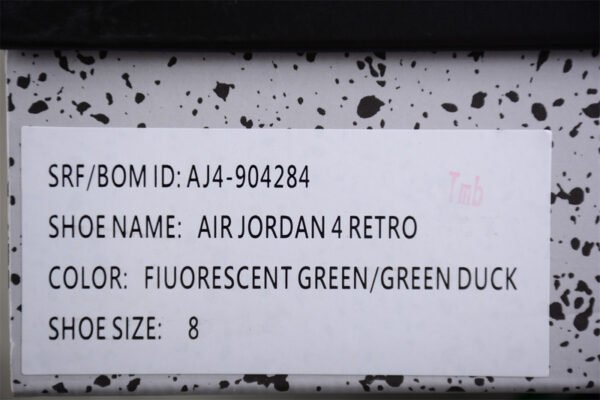 SRF/BOM ID: AJ4-904284
Tmb
SHOE NAME: AIR JORDAN 4 RETRO
COLOR: FIUORESCENT GREEN/GREEN DUCK
SHOE SIZE: 8